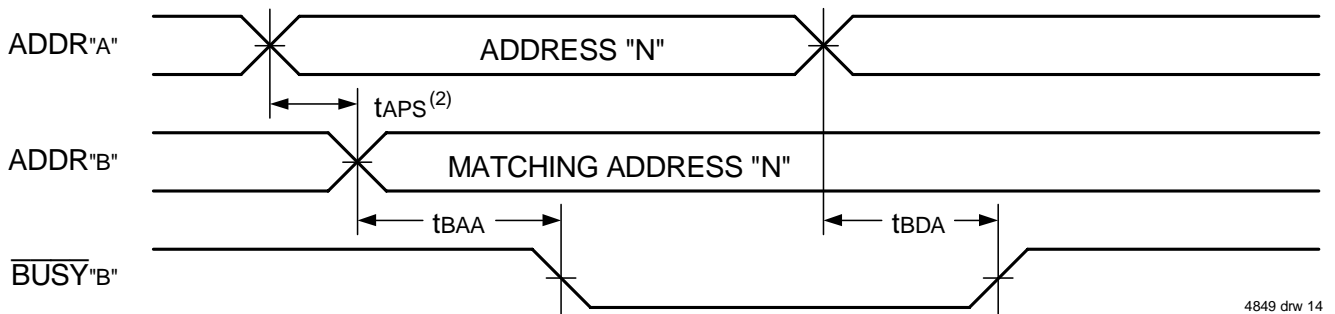 ADDR"A"
ADDRESS "N"
tAPS(2)
ADDR"B"
MATCHING ADDRESS "N"
tBAA
tBDA
BUSY"B"
4849 drw 14